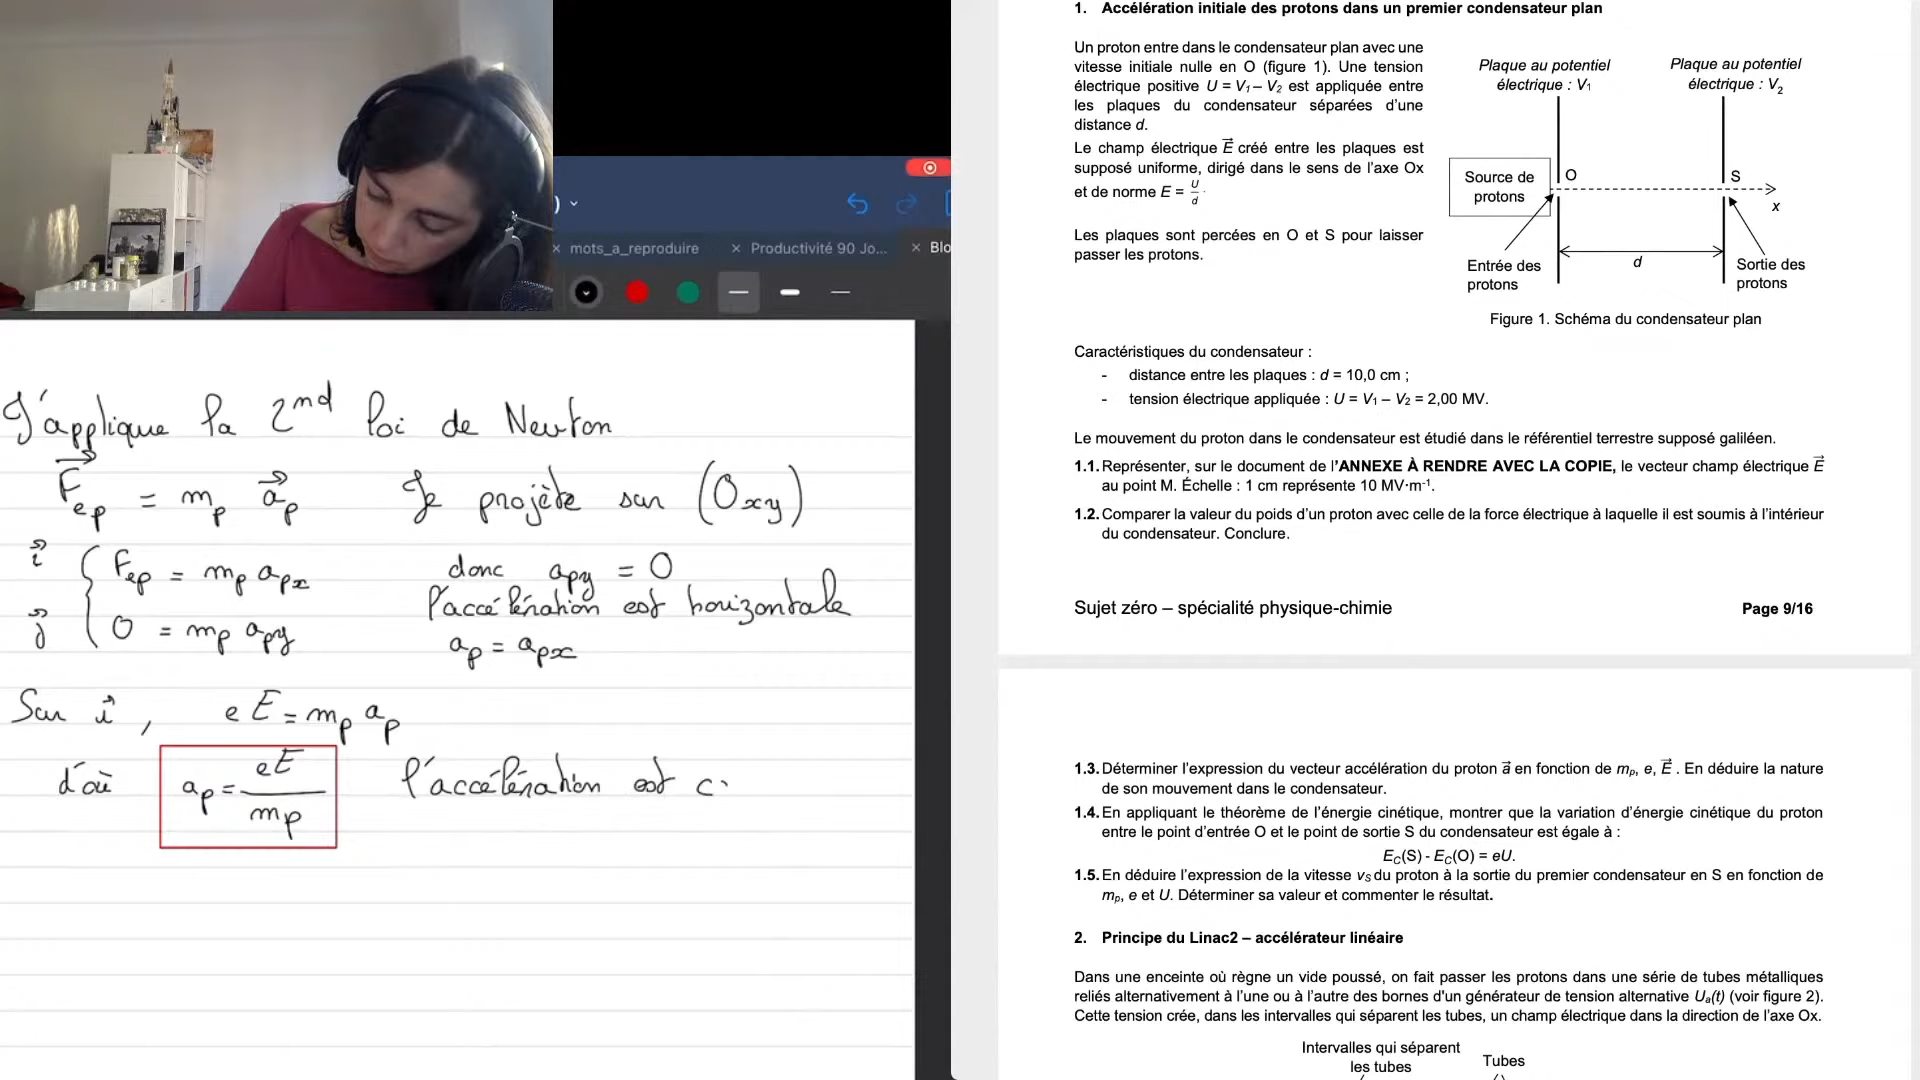 ) ⌄
× mots_a_reproduire × Productivité 90 Jo... × Blo
J'applique la 2nd loi de Newton
Fep = mp ap Je projète sur (Oxy)
i { Fep = mp apx donc apy = 0
l'accélération est horizontale
j { 0 = mp apy
ap = apx
Sur i, eE = mp ap
d'où ap = eE/mp l'accélération est c
1. Accélération initiale des protons dans un premier condensateur plan
Un proton entre dans le condensateur plan avec une
vitesse initiale nulle en O (figure 1). Une tension
électrique positive U = V1 – V2 est appliquée entre
les plaques du condensateur séparées d'une
distance d.
Le champ électrique E créé entre les plaques est
supposé uniforme, dirigé dans le sens de l'axe Ox
et de norme E = U/d.
Les plaques sont percées en O et S pour laisser
passer les protons.
Plaque au potentiel
électrique : V1
Plaque au potentiel
électrique : V2
Source de
protons
O
S
x
d
Entrée des
protons
Sortie des
protons
Figure 1. Schéma du condensateur plan
Caractéristiques du condensateur :
- distance entre les plaques : d = 10,0 cm ;
- tension électrique appliquée : U = V1 – V2 = 2,00 MV.
Le mouvement du proton dans le condensateur est étudié dans le référentiel terrestre supposé galiléen.
1.1. Représenter, sur le document de l'ANNEXE À RENDRE AVEC LA COPIE, le vecteur champ électrique E
au point M. Échelle : 1 cm représente 10 MV·m-1.
1.2. Comparer la valeur du poids d'un proton avec celle de la force électrique à laquelle il est soumis à l'intérieur
du condensateur. Conclure.
Sujet zéro – spécialité physique-chimie Page 9/16
1.3. Déterminer l'expression du vecteur accélération du proton a en fonction de mp, e, E . En déduire la nature
de son mouvement dans le condensateur.
1.4. En appliquant le théorème de l'énergie cinétique, montrer que la variation d'énergie cinétique du proton
entre le point d'entrée O et le point de sortie S du condensateur est égale à :
EC(S) - EC(O) = eU.
1.5. En déduire l'expression de la vitesse vS du proton à la sortie du premier condensateur en S en fonction de
mp, e et U. Déterminer sa valeur et commenter le résultat.
2. Principe du Linac2 – accélérateur linéaire
Dans une enceinte où règne un vide poussé, on fait passer les protons dans une série de tubes métalliques
reliés alternativement à l'une ou à l'autre des bornes d'un générateur de tension alternative Ua(t) (voir figure 2).
Cette tension crée, dans les intervalles qui séparent les tubes, un champ électrique dans la direction de l'axe Ox.
Intervalles qui séparent
les tubes
Tubes